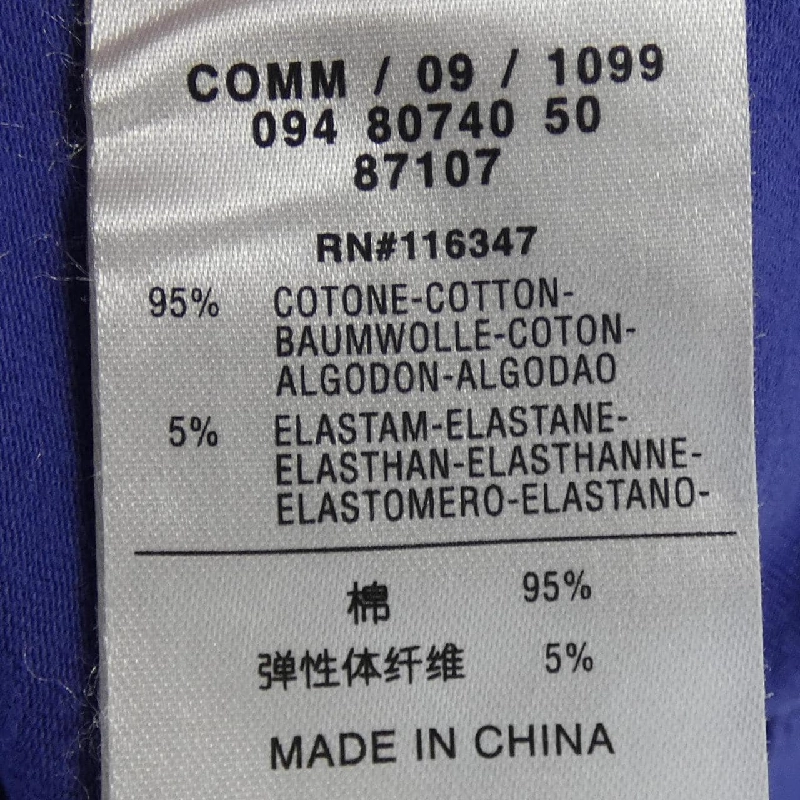 COMM / 09 / 1099
094 80740 50
87107
RN#116347
95% COTONE-COTTON-
BAUMWOLLE-COTON-
ALGODON-ALGODAO
5% ELASTAM-ELASTANE-
ELASTHAN-ELASTHANNE-
ELASTOMERO-ELASTANO-
棉 95%
弹性体纤维 5%
MADE IN CHINA